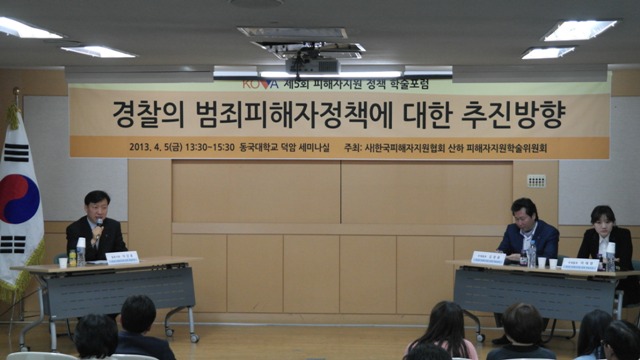 KOVA 제5회 피해자지원 정책 학술포럼
경찰의 범죄피해자정책에 대한 추진방향
2013. 4. 5(금) 13:30~15:30 동국대학교 덕암 세미나실 주최: 사)한국피해자지원협회 산하 피해자지원학술위원회